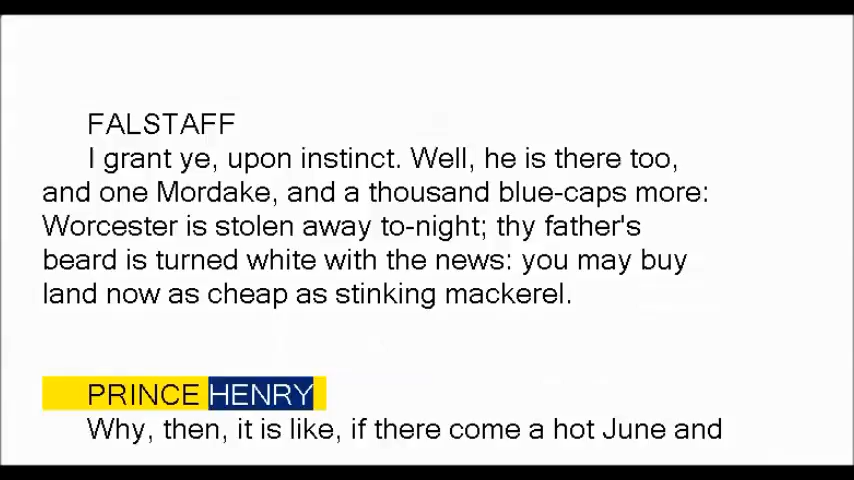 FALSTAFF
I grant ye, upon instinct. Well, he is there too,
and one Mordake, and a thousand blue-caps more:
Worcester is stolen away to-night; thy father's
beard is turned white with the news: you may buy
land now as cheap as stinking mackerel.
PRINCE HENRY
Why, then, it is like, if there come a hot June and